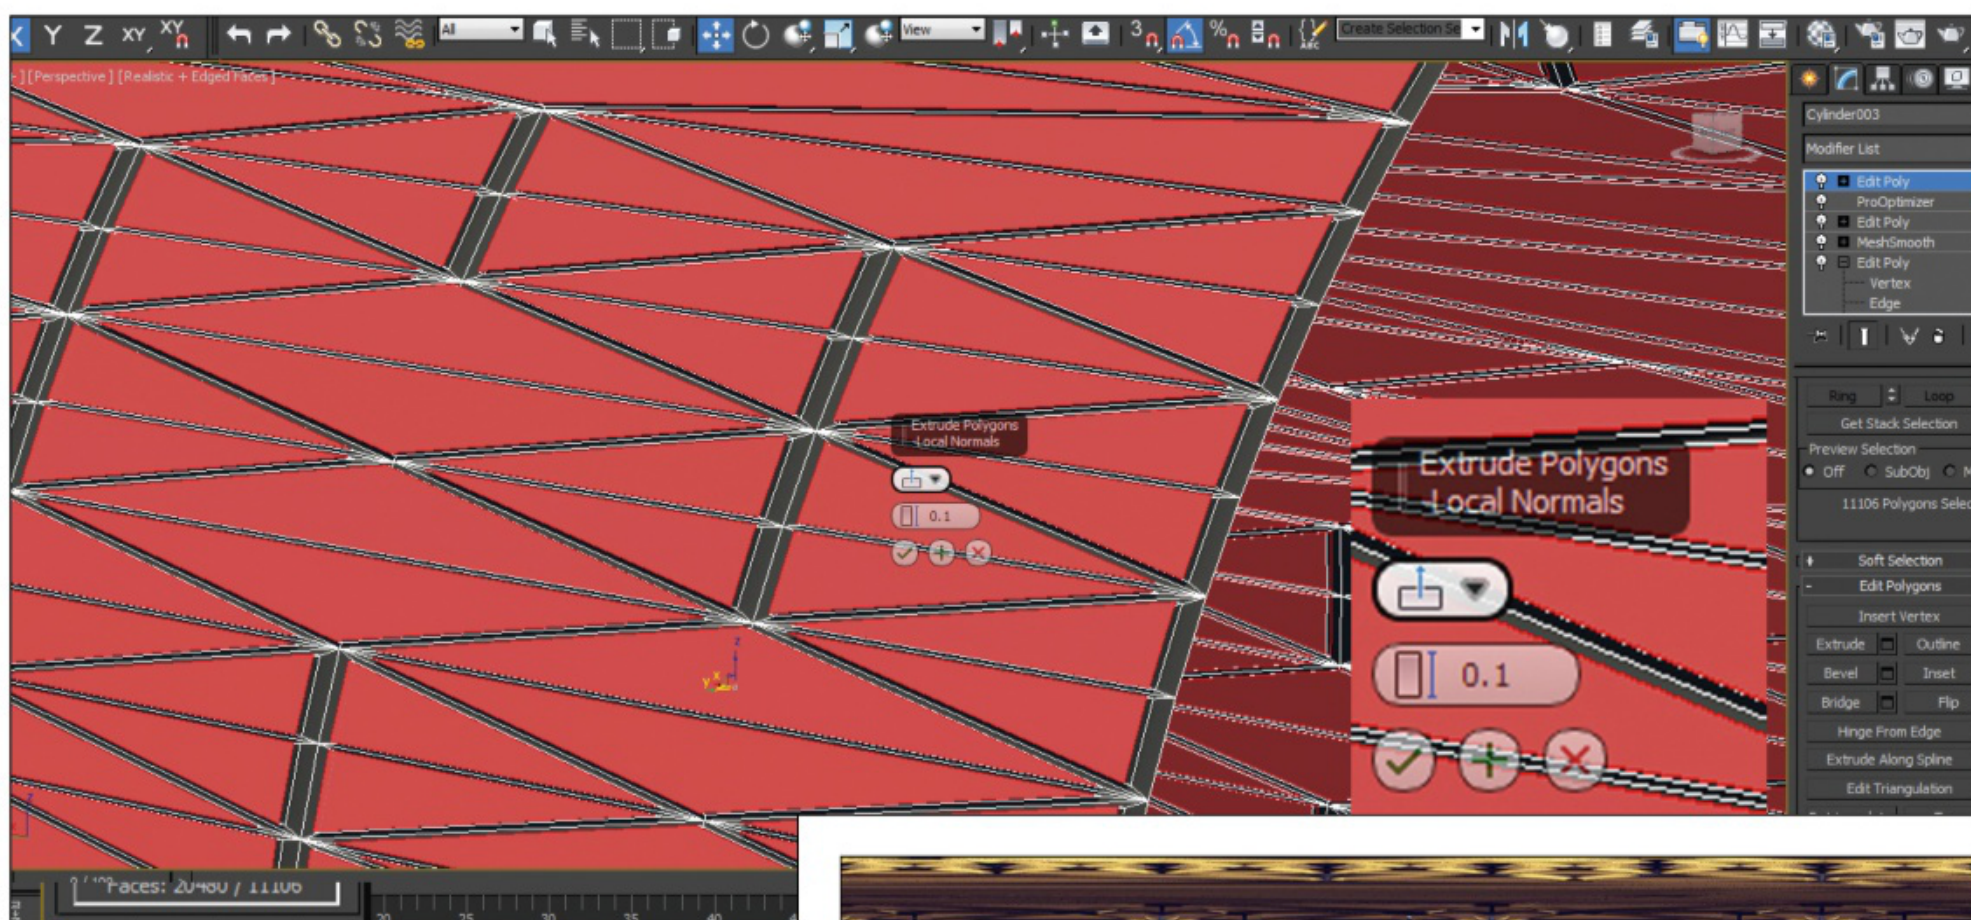 X Y Z XY XY
All
View
3
%
ABC
Create Selection Se
[Perspective] [Realistic + Edged Faces]
Cylinder003
Modifier List
Edit Poly
ProOptimizer
Edit Poly
MeshSmooth
Edit Poly
Vertex
Edge
Ring Loop
Get Stack Selection
Preview Selection
Off SubObj M
11106 Polygons Selec
+ Soft Selection
- Edit Polygons
Insert Vertex
Extrude Outline
Bevel Inset
Bridge Flip
Hinge From Edge
Extrude Along Spline
Edit Triangulation
Extrude Polygons
Local Normals
0.1
Extrude Polygons
Local Normals
0.1
z
x
y
Faces: 20480 / 11106
20 25 30 35 40